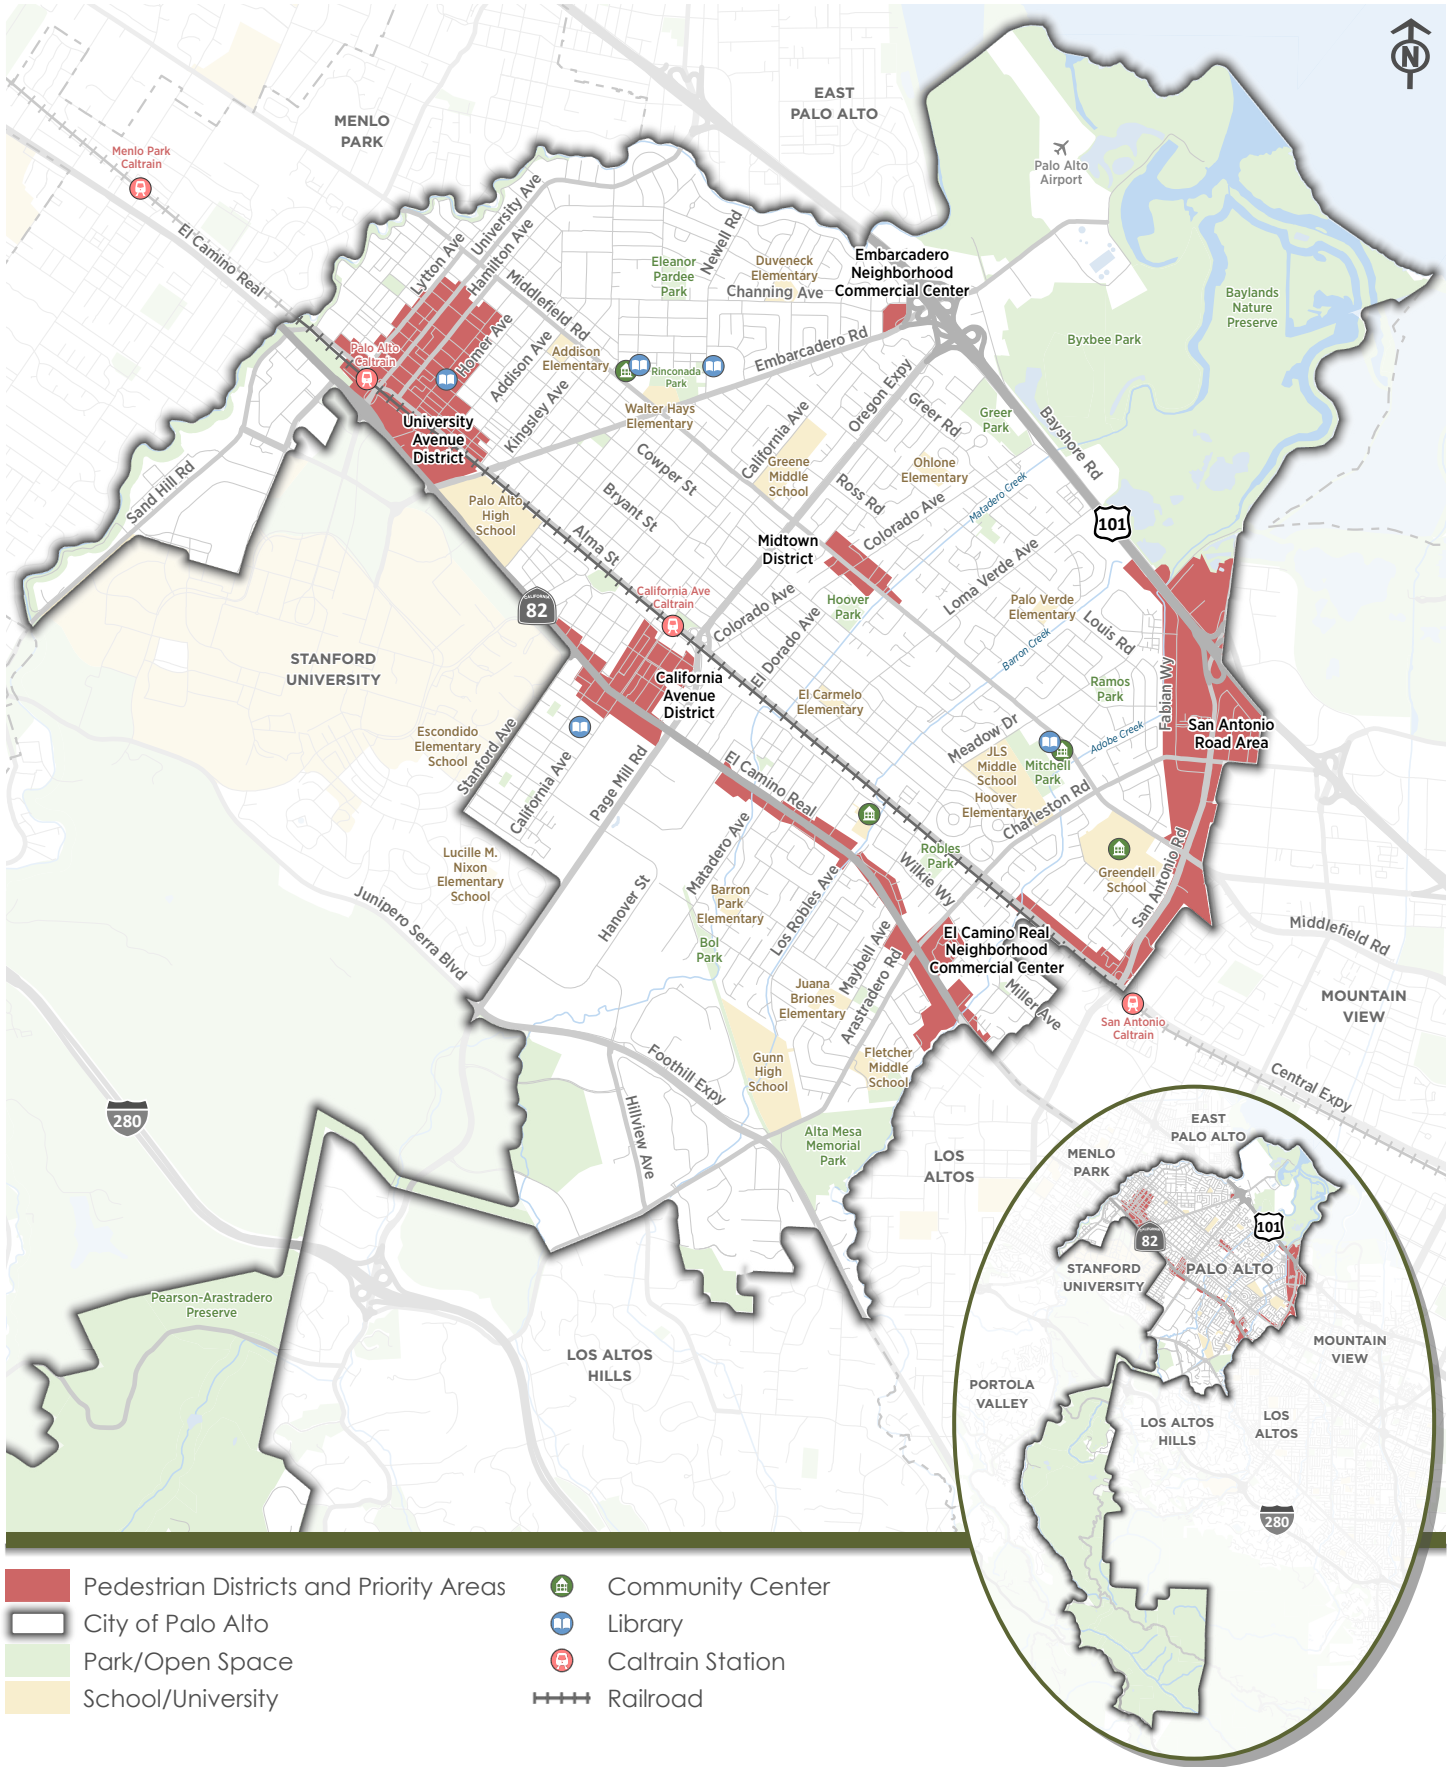 N
EAST
PALO ALTO
MENLO
PARK
Menlo Park
Caltrain
Palo Alto
Airport
El Camino Real
University Ave
Lytton Ave
Hamilton Ave
Newell Rd
Middlefield Rd
Eleanor
Pardee
Park
Duveneck
Elementary
Channing Ave
Embarcadero
Neighborhood
Commercial Center
Baylands
Nature
Preserve
Byxbee Park
Palo Alto
Caltrain
Homer Ave
Addison Ave
Addison
Elementary
Rinconada
Park
Embarcadero Rd
Kingsley Ave
Walter Hays
Elementary
Oregon Expy
Greer Rd
Greer
Park
Bayshore Rd
University
Avenue
District
California Ave
Cowper St
Greene
Middle
School
Ohlone
Elementary
Sand Hill Rd
Palo Alto
High
School
Bryant St
Ross Rd
Colorado Ave
Matadero Creek
101
Alma St
Midtown
District
Loma Verde Ave
CALIFORNIA
82
California Ave
Caltrain
Colorado Ave
Hoover
Park
Palo Verde
Elementary
Louis Rd
El Dorado Ave
Barron Creek
STANFORD
UNIVERSITY
California
Avenue
District
El Carmelo
Elementary
Ramos
Park
Fabian Wy
San Antonio
Road Area
Escondido
Elementary
School
Stanford Ave
Meadow Dr
Adobe Creek
JLS
Middle
School
Mitchell
Park
California Ave
Page Mill Rd
El Camino Real
Hoover
Elementary
Charleston Rd
Lucille M.
Nixon
Elementary
School
Matadero Ave
Robles
Park
Wilkie Wy
Greendell
School
San Antonio Rd
Junipero Serra Blvd
Hanover St
Barron
Park
Elementary
Los Robles Ave
Bol
Park
Maybell Ave
El Camino Real
Neighborhood
Commercial Center
Middlefield Rd
Arastradero Rd
Juana
Briones
Elementary
Miller Ave
MOUNTAIN
VIEW
San Antonio
Caltrain
Foothill Expy
Gunn
High
School
Fletcher
Middle
School
Central Expy
280
Hillview Ave
Alta Mesa
Memorial
Park
LOS
ALTOS
Pearson-Arastradero
Preserve
LOS ALTOS
HILLS
EAST
PALO ALTO
MENLO
PARK
101
82
STANFORD
UNIVERSITY
PALO ALTO
MOUNTAIN
VIEW
PORTOLA
VALLEY
LOS ALTOS
HILLS
LOS
ALTOS
280
Pedestrian Districts and Priority Areas
City of Palo Alto
Park/Open Space
School/University
Community Center
Library
Caltrain Station
Railroad